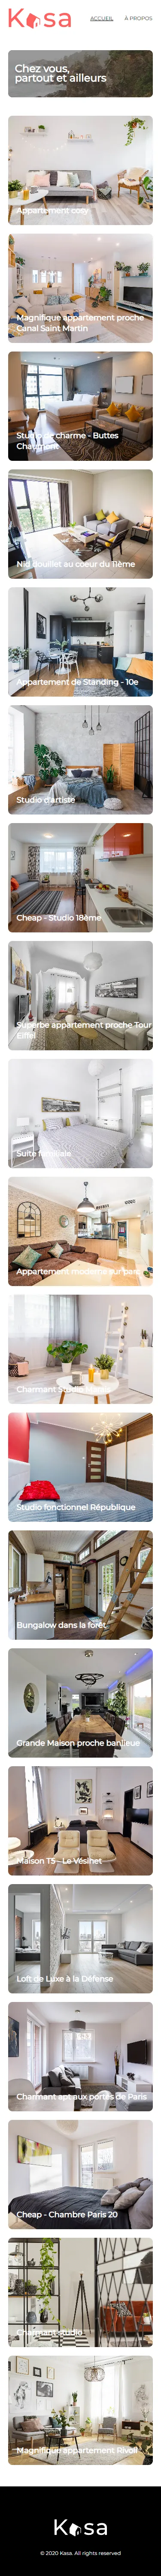 Kasa
ACCUEIL
À PROPOS
Chez vous,
partout et ailleurs
Appartement cosy
Magnifique appartement proche
Canal Saint Martin
Studio de charme - Buttes
Chaumont
Nid douillet au coeur du 11ème
Appartement de Standing - 10e
Studio d'artiste
Cheap - Studio 18ème
Superbe appartement proche Tour
Eiffel
Suite familiale
Appartement moderne sur parc
Charmant Studio
Studio fonctionnel République
Bungalow dans la forêt
Grande Maison proche banlieue
Maison T5 - Le Vésinet
Loft de Luxe à la Défense
Charmant apt aux portes de Paris
Cheap - Chambre Paris 20
Charmant studio
Magnifique appartement Rivoli
Kasa
© 2020 Kasa. All rights reserved